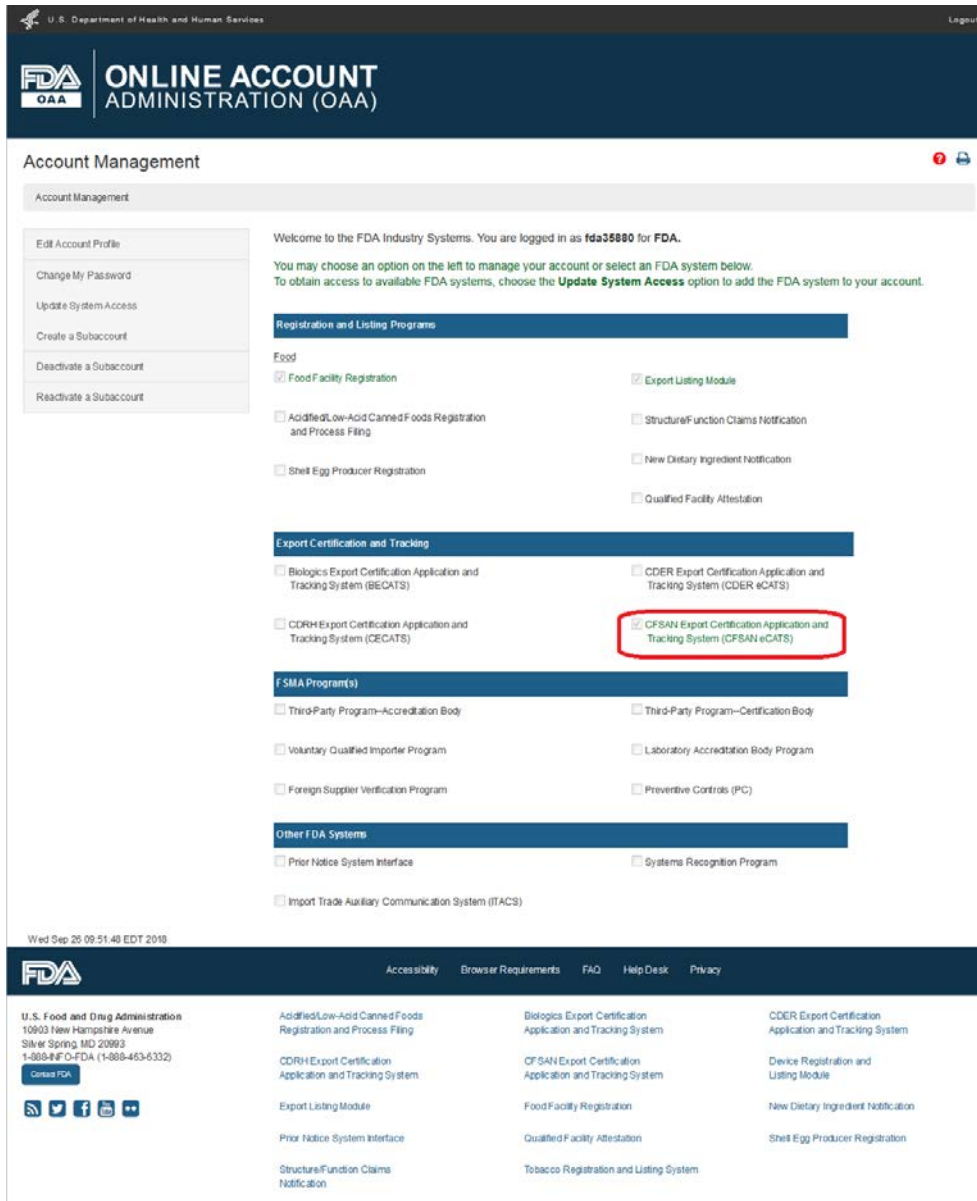 U.S. Department of Health and Human Services
Logout
FDA
OAA
ONLINE ACCOUNT
ADMINISTRATION (OAA)
Account Management
Account Management
Edit Account Profile
Change My Password
Update System Access
Create a Subaccount
Deactivate a Subaccount
Reactivate a Subaccount
Welcome to the FDA Industry Systems. You are logged in as fda35880 for FDA.
You may choose an option on the left to manage your account or select an FDA system below.
To obtain access to available FDA systems, choose the Update System Access option to add the FDA system to your account.
Registration and Listing Programs
Food
Food Facility Registration
Export Listing Module
Acidified/Low-Acid Canned Foods Registration
and Process Filing
Structure/Function Claims Notification
Shell Egg Producer Registration
New Dietary Ingredient Notification
Qualified Facility Attestation
Export Certification and Tracking
Biologics Export Certification Application and
Tracking System (BECATS)
CDER Export Certification Application and
Tracking System (CDER eCATS)
CDRH Export Certification Application and
Tracking System (CECATS)
CFSAN Export Certification Application and
Tracking System (CFSAN eCATS)
FSMA Program(s)
Third-Party Program--Accreditation Body
Third-Party Program--Certification Body
Voluntary Qualified Importer Program
Laboratory Accreditation Body Program
Foreign Supplier Verification Program
Preventive Controls (PC)
Other FDA Systems
Prior Notice System Interface
Systems Recognition Program
Import Trade Auxiliary Communication System (ITACS)
Wed Sep 26 09:51:48 EDT 2018
FDA
Accessibility Browser Requirements FAQ Help Desk Privacy
U.S. Food and Drug Administration
10903 New Hampshire Avenue
Silver Spring, MD 20993
1-888-INFO-FDA (1-888-463-6332)
Contact FDA
Acidified/Low-Acid Canned Foods
Registration and Process Filing
Biologics Export Certification
Application and Tracking System
CDER Export Certification
Application and Tracking System
CDRH Export Certification
Application and Tracking System
CFSAN Export Certification
Application and Tracking System
Device Registration and
Listing Module
Export Listing Module
Food Facility Registration
New Dietary Ingredient Notification
Prior Notice System Interface
Qualified Facility Attestation
Shell Egg Producer Registration
Structure/Function Claims
Notification
Tobacco Registration and Listing System